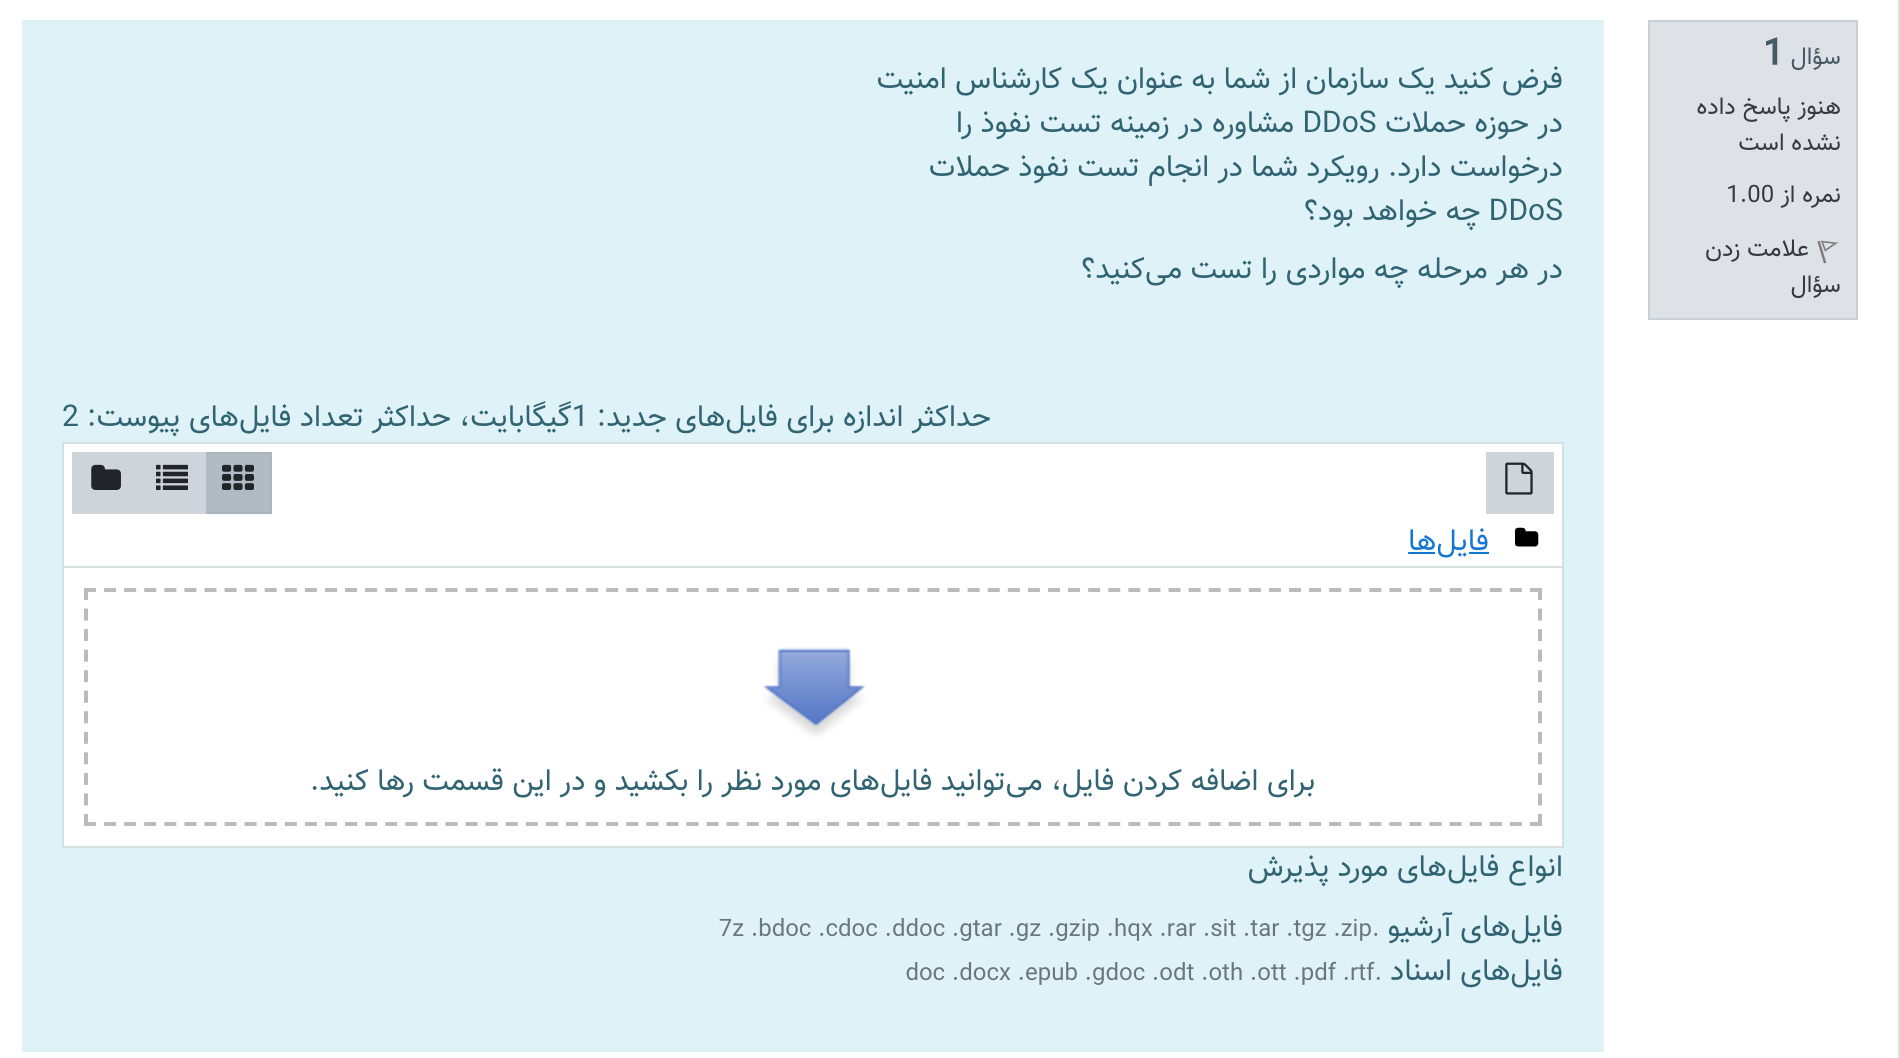 سؤال 1
هنوز پاسخ داده
نشده است
نمره از 1.00
علامت زدن
سؤال
فرض کنید یک سازمان از شما به عنوان یک کارشناس امنیت
در حوزه حملات DDoS مشاوره در زمینه تست نفوذ را
درخواست دارد. رویکرد شما در انجام تست نفوذ حملات
DDoS چه خواهد بود؟
در هر مرحله چه مواردی را تست می‌کنید؟
حداکثر اندازه برای فایل‌های جدید: 1گیگابایت، حداکثر تعداد فایل‌های پیوست: 2
فایل‌ها
برای اضافه کردن فایل، می‌توانید فایل‌های مورد نظر را بکشید و در این قسمت رها کنید.
انواع فایل‌های مورد پذیرش
فایل‌های آرشیو .7z .bdoc .cdoc .ddoc .gtar .gz .gzip .hqx .rar .sit .tar .tgz .zip
فایل‌های اسناد .doc .docx .epub .gdoc .odt .oth .ott .pdf .rtf